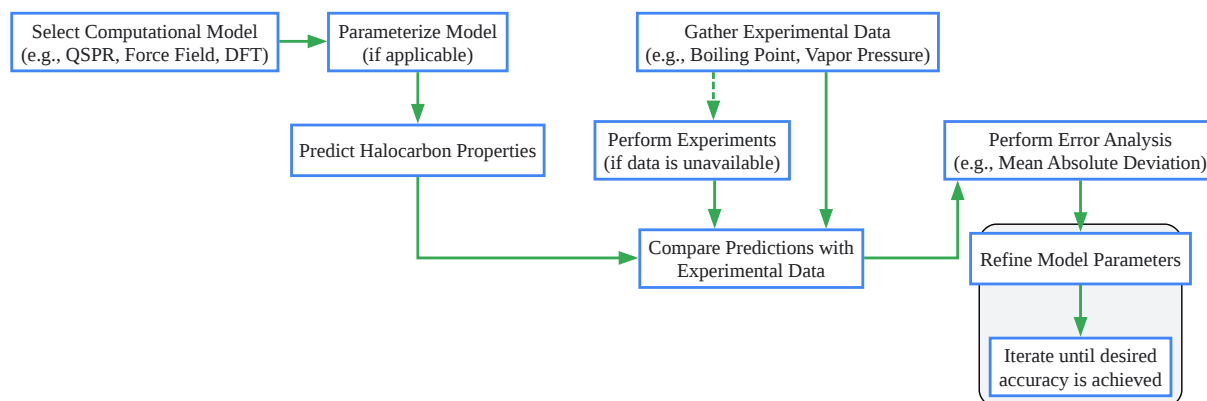 Select Computational Model
(e.g., QSPR, Force Field, DFT)
Parameterize Model
(if applicable)
Gather Experimental Data
(e.g., Boiling Point, Vapor Pressure)
Predict Halocarbon Properties
Perform Experiments
(if data is unavailable)
Perform Error Analysis
(e.g., Mean Absolute Deviation)
Compare Predictions with
Experimental Data
Refine Model Parameters
Iterate until desired
accuracy is achieved